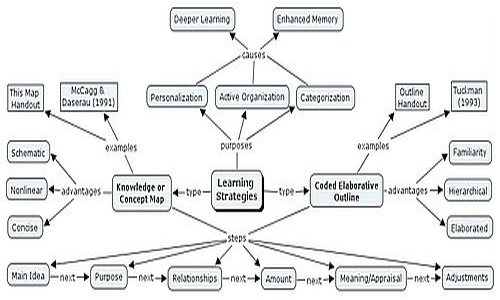 Deeper Learning
Enhanced Memory
causes
This Map
Handout
McCagg &
Daserau (1991)
Personalization
Active Organization
Categorization
Outline
Handout
Tuckman
(1993)
examples
purposes
examples
Schematic
Nonlinear
Concise
advantages
Knowledge or
Concept Map
type
Learning
Strategies
type
Coded Elaborative
Outline
advantages
Familiarity
Hierarchical
Elaborated
steps
Main Idea
next
Purpose
next
Relationships
next
Amount
next
Meaning/Appraisal
next
Adjustments